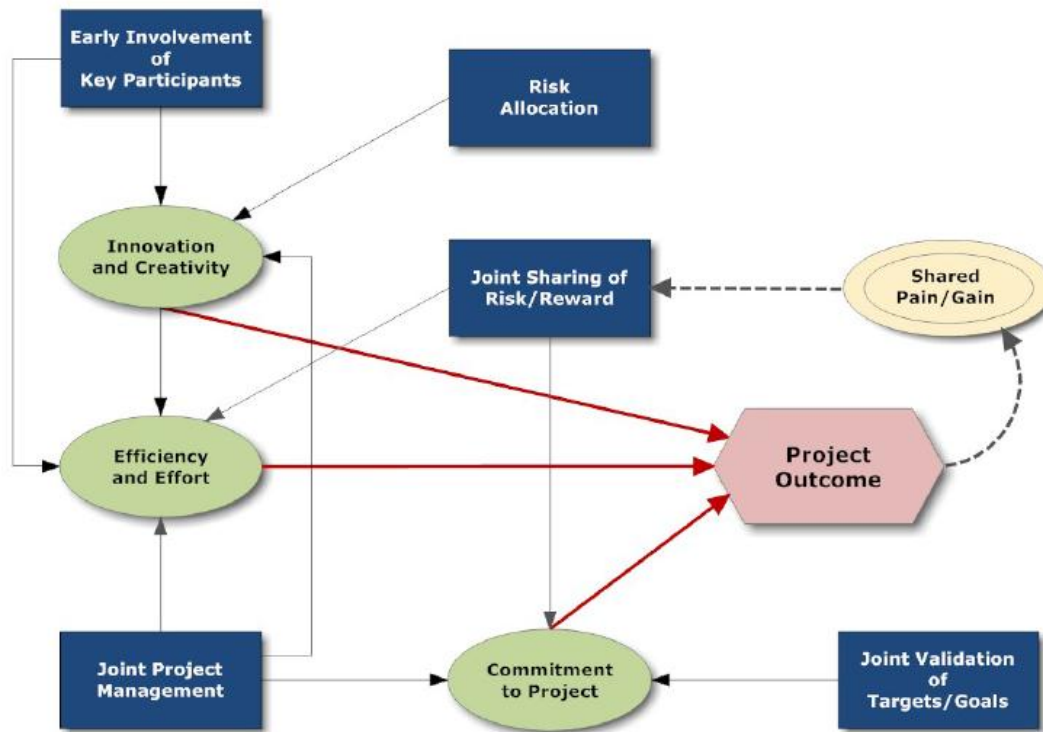 Early Involvement
of
Key Participants
Risk
Allocation
Innovation
and Creativity
Joint Sharing of
Risk/Reward
Shared
Pain/Gain
Efficiency
and Effort
Project
Outcome
Joint Project
Management
Commitment
to Project
Joint Validation
of
Targets/Goals